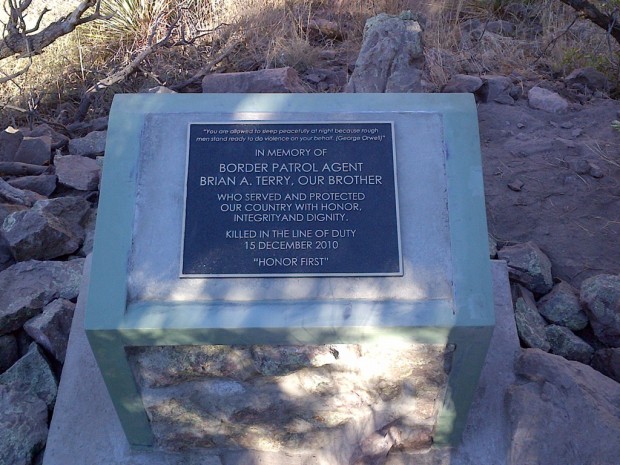 "You are allowed to sleep peacefully at night because rough
men stand ready to do violence on your behalf. (George Orwell)"
IN MEMORY OF
BORDER PATROL AGENT
BRIAN A. TERRY, OUR BROTHER
WHO SERVED AND PROTECTED
OUR COUNTRY WITH HONOR,
INTEGRITYAND DIGNITY.
KILLED IN THE LINE OF DUTY
15 DECEMBER 2010
"HONOR FIRST"